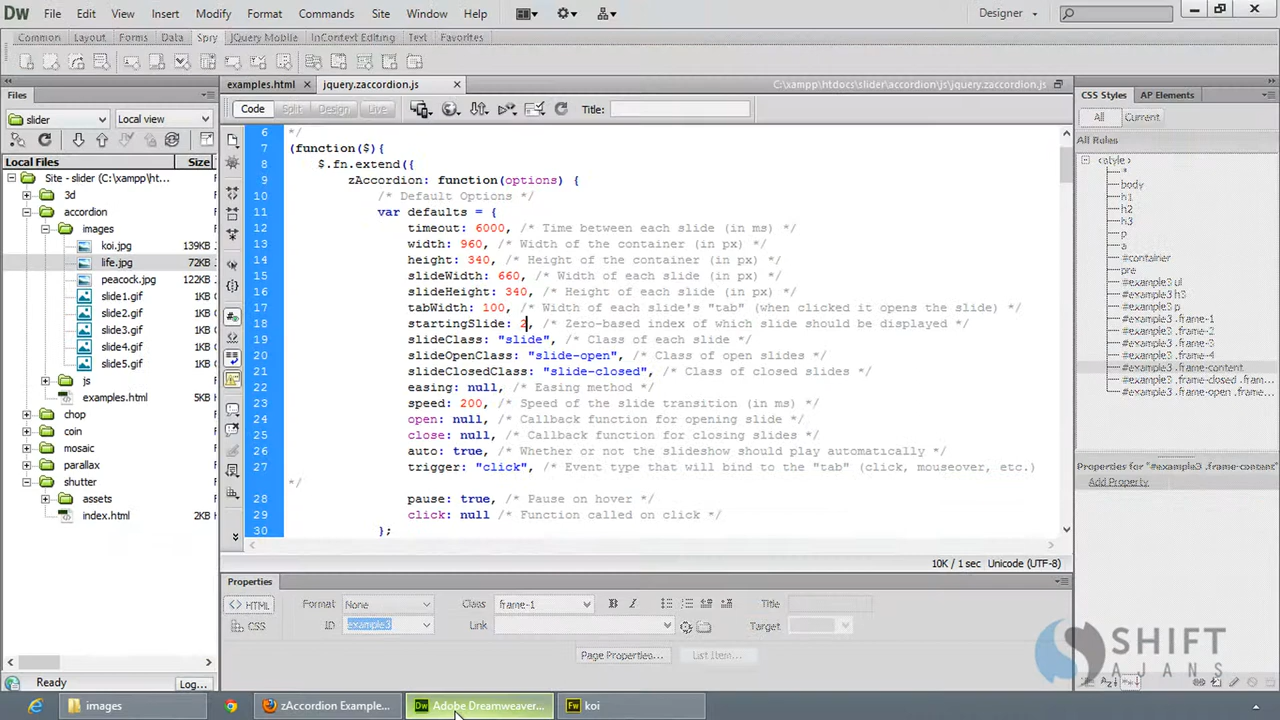 Dw File Edit View Insert Modify Format Commands Site Window Help Designer
Common Layout Forms Data Spry jQuery Mobile InContext Editing Text Favorites
Files
slider Local view
Local Files Size
Site - slider (C:\xampp\ht...
3d
accordion
images
koi.jpg 139KB
life.jpg 72KB
peacock.jpg 122KB
slide1.gif 1KB
slide2.gif 1KB
slide3.gif 1KB
slide4.gif 1KB
slide5.gif 1KB
js
examples.html 5KB
chop
coin
mosaic
parallax
shutter
assets
index.html 2KB
Ready Log...
examples.html jquery.zaccordion.js C:\xampp\htdocs\slider\accordion\js\jquery.zaccordion.js
Code Split Design Live Title:
6 */
7 (function($){
8 $.fn.extend({
9 zAccordion: function(options) {
10 /* Default Options */
11 var defaults = {
12 timeout: 6000, /* Time between each slide (in ms) */
13 width: 960, /* Width of the container (in px) */
14 height: 340, /* Height of the container (in px) */
15 slideWidth: 660, /* Width of each slide (in px) */
16 slideHeight: 340, /* Height of each slide (in px) */
17 tabWidth: 100, /* Width of each slide's "tab" (when clicked it opens the slide) */
18 startingSlide: 2, /* Zero-based index of which slide should be displayed */
19 slideClass: "slide", /* Class of each slide */
20 slideOpenClass: "slide-open", /* Class of open slides */
21 slideClosedClass: "slide-closed", /* Class of closed slides */
22 easing: null, /* Easing method */
23 speed: 200, /* Speed of the slide transition (in ms) */
24 open: null, /* Callback function for opening slide */
25 close: null, /* Callback function for closing slides */
26 auto: true, /* Whether or not the slideshow should play automatically */
27 trigger: "click", /* Event type that will bind to the "tab" (click, mouseover, etc.)
*/
28 pause: true, /* Pause on hover */
29 click: null /* Function called on click */
30 };
10K / 1 sec Unicode (UTF-8)
Properties
<> HTML Format None Class frame-1 B I Title
CSS ID example3 Link Target
Page Properties... List Item...
CSS Styles AP Elements
All Current
All Rules
<style>
*
body
h1
h2
h3
p
a
#container
pre
#example3 ul
#example3 h3
#example3 .frame-1
#example3 .frame-2
#example3 .frame-3
#example3 .frame-4
#example3 .frame-content
#example3 .frame-closed .frame
#example3 .frame-open .frame
Properties for "#example3 .frame-content"
Add Property
SHIFT
AJANS
images zAccordion Example... Dw Adobe Dreamweaver... Fw koi